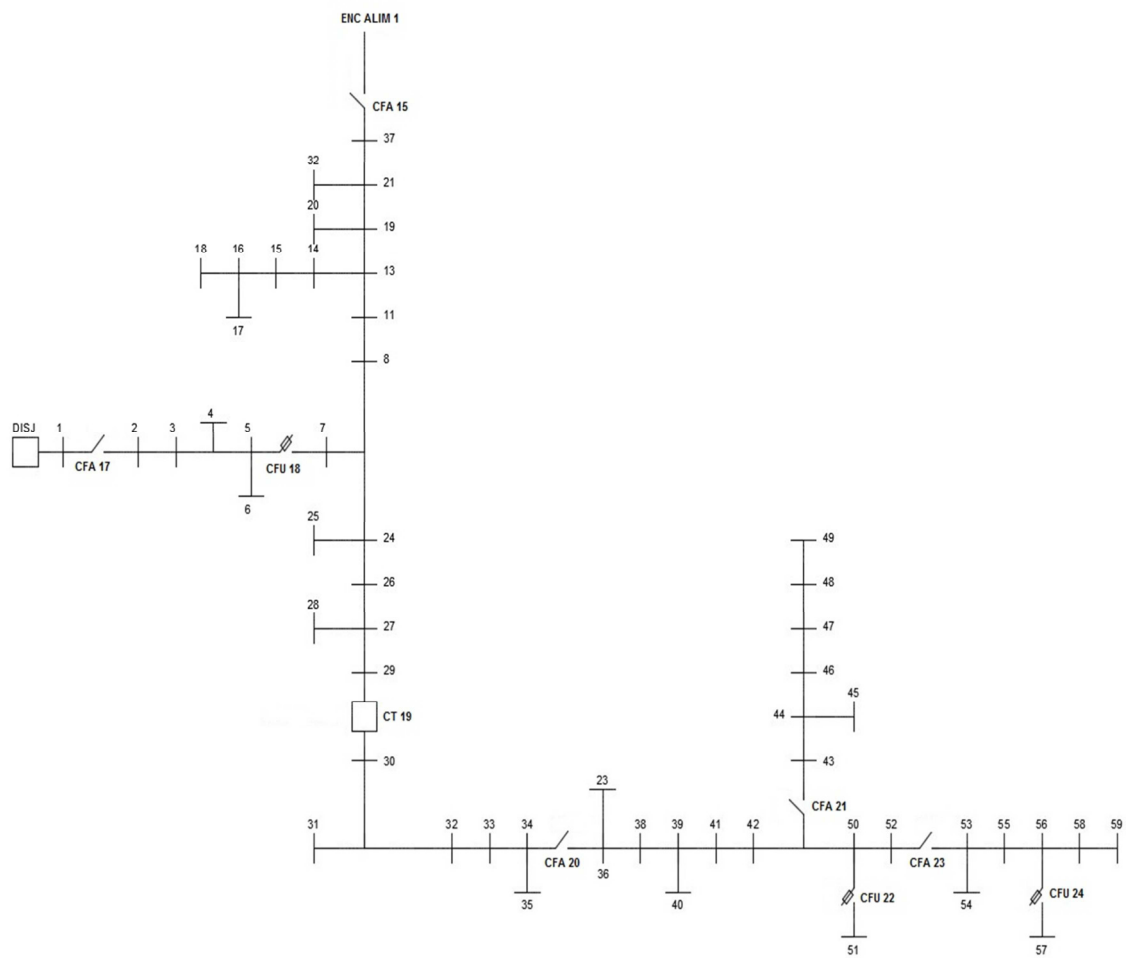 ENC ALIM 1
CFA 15
37
32
21
20
19
18 16 15 14
13
17
11
8
DISJ 1 2 3 4 5 7
CFA 17
CFU 18
6
25
24
26
28
27
29
CT 19
30
49
48
47
46
45
44
43
CFA 21
31 32 33 34
CFA 20
23
36
38 39 41 42
50 52
CFA 23
53 55 56 58 59
35
40
CFU 22
54
CFU 24
51
57